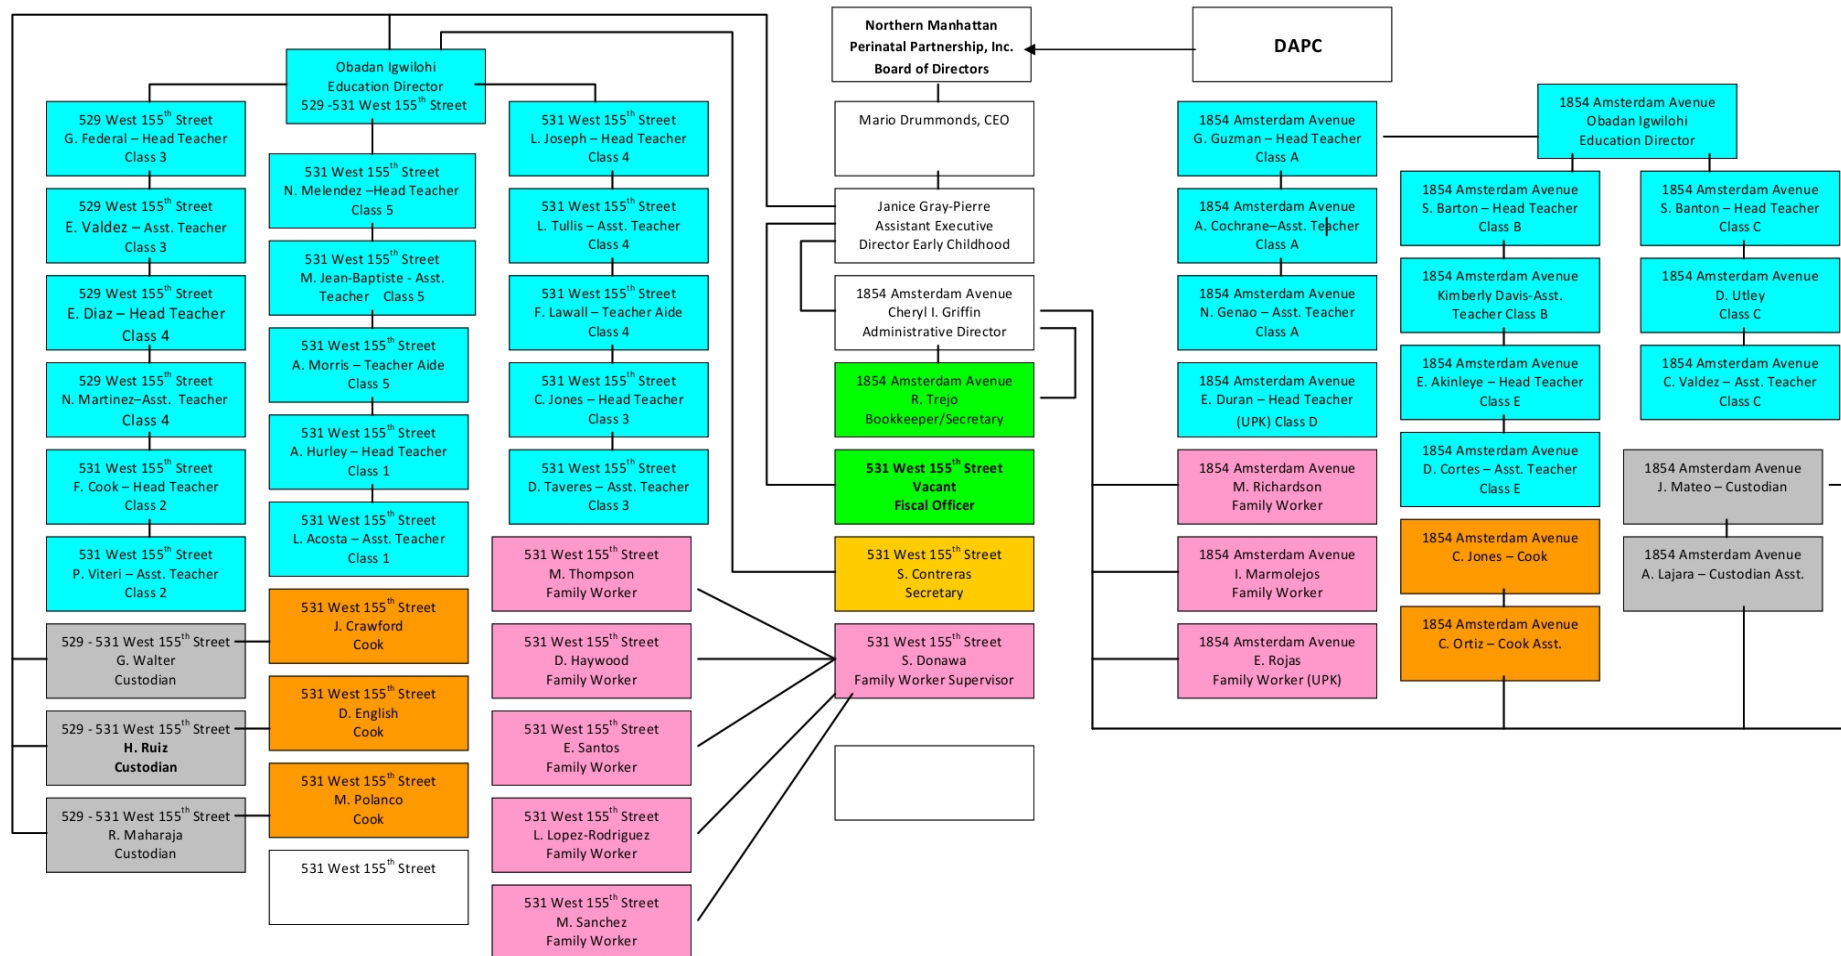 Northern Manhattan
Perinatal Partnership, Inc.
Board of Directors
DAPC
Obadan Igwilohi
Education Director
529 -531 West 155th Street
529 West 155th Street
G. Federal – Head Teacher
Class 3
529 West 155th Street
E. Valdez – Asst. Teacher
Class 3
529 West 155th Street
E. Diaz – Head Teacher
Class 4
529 West 155th Street
N. Martinez–Asst. Teacher
Class 4
531 West 155th Street
F. Cook – Head Teacher
Class 2
531 West 155th Street
P. Viteri – Asst. Teacher
Class 2
529 - 531 West 155th Street
G. Walter
Custodian
529 - 531 West 155th Street
H. Ruiz
Custodian
529 - 531 West 155th Street
R. Maharaja
Custodian
531 West 155th Street
N. Melendez –Head Teacher
Class 5
531 West 155th Street
M. Jean-Baptiste - Asst.
Teacher Class 5
531 West 155th Street
A. Morris – Teacher Aide
Class 5
531 West 155th Street
A. Hurley – Head Teacher
Class 1
531 West 155th Street
L. Acosta – Asst. Teacher
Class 1
531 West 155th Street
J. Crawford
Cook
531 West 155th Street
D. English
Cook
531 West 155th Street
M. Polanco
Cook
531 West 155th Street
531 West 155th Street
L. Joseph – Head Teacher
Class 4
531 West 155th Street
L. Tullis – Asst. Teacher
Class 4
531 West 155th Street
F. Lawall – Teacher Aide
Class 4
531 West 155th Street
C. Jones – Head Teacher
Class 3
531 West 155th Street
D. Taveres – Asst. Teacher
Class 3
531 West 155th Street
M. Thompson
Family Worker
531 West 155th Street
D. Haywood
Family Worker
531 West 155th Street
E. Santos
Family Worker
531 West 155th Street
L. Lopez-Rodriguez
Family Worker
531 West 155th Street
M. Sanchez
Family Worker
Mario Drummonds, CEO
Janice Gray-Pierre
Assistant Executive
Director Early Childhood
1854 Amsterdam Avenue
Cheryl I. Griffin
Administrative Director
1854 Amsterdam Avenue
R. Trejo
Bookkeeper/Secretary
531 West 155th Street
Vacant
Fiscal Officer
531 West 155th Street
S. Contreras
Secretary
531 West 155th Street
S. Donawa
Family Worker Supervisor
1854 Amsterdam Avenue
G. Guzman – Head Teacher
Class A
1854 Amsterdam Avenue
A. Cochrane–Asst. Teacher
Class A
1854 Amsterdam Avenue
N. Genao – Asst. Teacher
Class A
1854 Amsterdam Avenue
E. Duran – Head Teacher
(UPK) Class D
1854 Amsterdam Avenue
M. Richardson
Family Worker
1854 Amsterdam Avenue
I. Marmolejos
Family Worker
1854 Amsterdam Avenue
E. Rojas
Family Worker (UPK)
1854 Amsterdam Avenue
Obadan Igwilohi
Education Director
1854 Amsterdam Avenue
S. Barton – Head Teacher
Class B
1854 Amsterdam Avenue
Kimberly Davis-Asst.
Teacher Class B
1854 Amsterdam Avenue
E. Akinleye – Head Teacher
Class E
1854 Amsterdam Avenue
D. Cortes – Asst. Teacher
Class E
1854 Amsterdam Avenue
C. Jones – Cook
1854 Amsterdam Avenue
C. Ortiz – Cook Asst.
1854 Amsterdam Avenue
S. Banton – Head Teacher
Class C
1854 Amsterdam Avenue
D. Utley
Class C
1854 Amsterdam Avenue
C. Valdez – Asst. Teacher
Class C
1854 Amsterdam Avenue
J. Mateo – Custodian
1854 Amsterdam Avenue
A. Lajara – Custodian Asst.